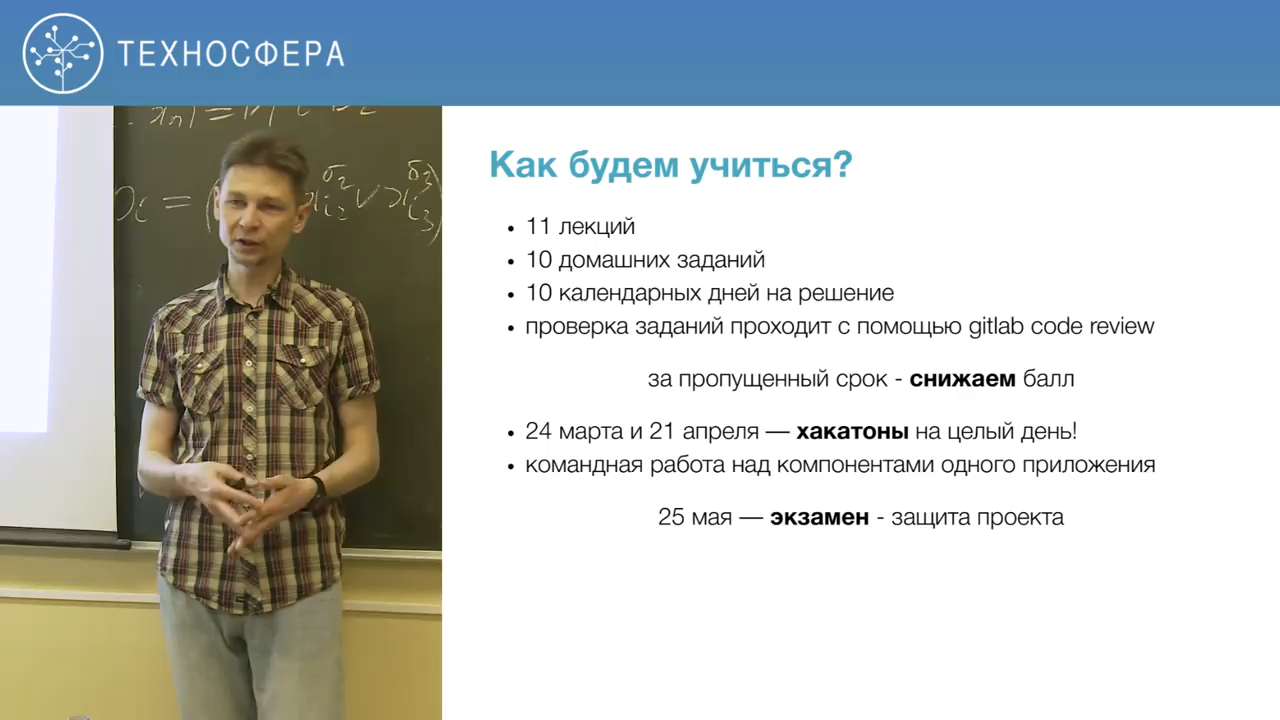 ТЕХНОСФЕРА
Как будем учиться?
• 11 лекций
• 10 домашних заданий
• 10 календарных дней на решение
• проверка заданий проходит с помощью gitlab code review
за пропущенный срок - снижаем балл
• 24 марта и 21 апреля — хакатоны на целый день!
• командная работа над компонентами одного приложения
25 мая — экзамен - защита проекта